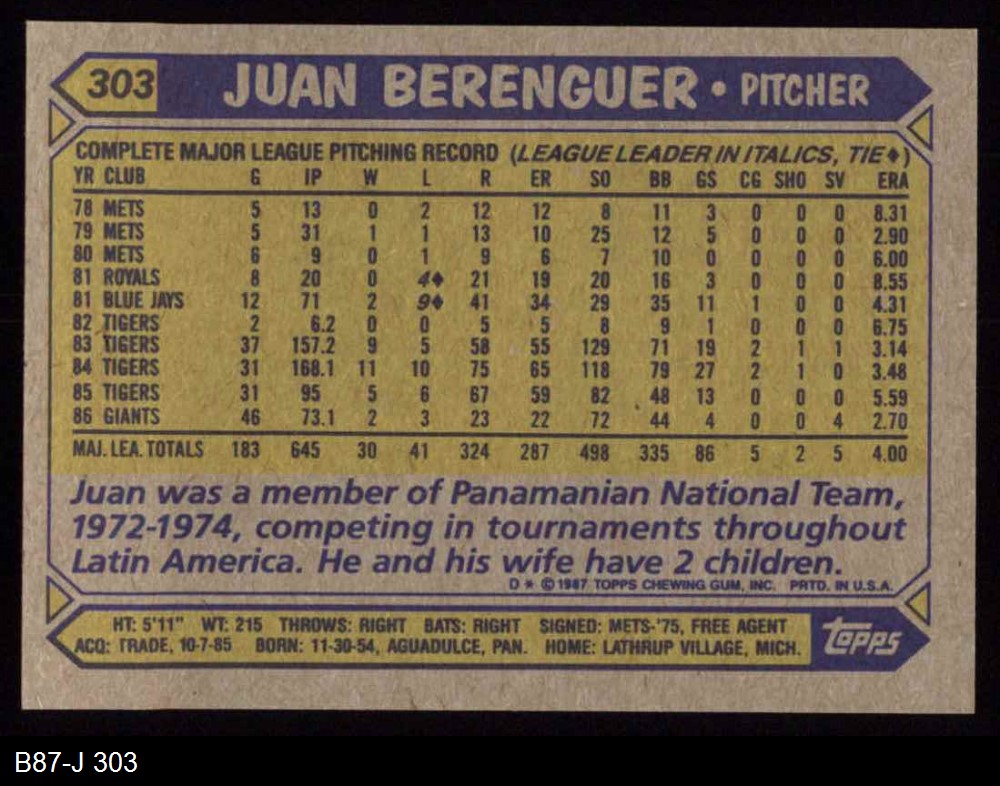 303 JUAN BERENGUER • PITCHER
COMPLETE MAJOR LEAGUE PITCHING RECORD (LEAGUE LEADER IN ITALICS, TIE♦)
YR CLUB G IP W L R ER SO BB GS CG SHO SV ERA
78 METS 5 13 0 2 12 12 8 11 3 0 0 0 8.31
79 METS 5 31 1 1 13 10 25 12 5 0 0 0 2.90
80 METS 6 9 0 1 9 6 7 10 0 0 0 0 6.00
81 ROYALS 8 20 0 4♦ 21 19 20 16 3 0 0 0 8.55
81 BLUE JAYS 12 71 2 9♦ 41 34 29 35 11 1 0 0 4.31
82 TIGERS 2 6.2 0 0 5 5 8 9 1 0 0 0 6.75
83 TIGERS 37 157.2 9 5 58 55 129 71 19 2 1 1 3.14
84 TIGERS 31 168.1 11 10 75 65 118 79 27 2 1 0 3.48
85 TIGERS 31 95 5 6 67 59 82 48 13 0 0 0 5.59
86 GIANTS 46 73.1 2 3 23 22 72 44 4 0 0 4 2.70
MAJ. LEA. TOTALS 183 645 30 41 324 287 498 335 86 5 2 5 4.00
Juan was a member of Panamanian National Team,
1972-1974, competing in tournaments throughout
Latin America. He and his wife have 2 children.
D * © 1987 TOPPS CHEWING GUM, INC. PRTD. IN U.S.A.
HT: 5'11" WT: 215 THROWS: RIGHT BATS: RIGHT SIGNED: METS-'75, FREE AGENT
ACQ: TRADE, 10-7-85 BORN: 11-30-54, AGUADULCE, PAN. HOME: LATHRUP VILLAGE, MICH.
topps
B87-J 303